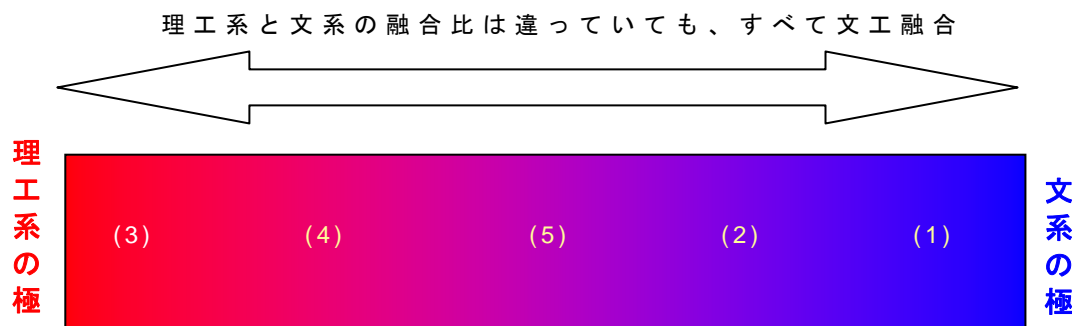 理工系と文系の融合比は違っていても、すべて文工融合
理工系の極
(3)
(4)
(5)
(2)
(1)
文系の極